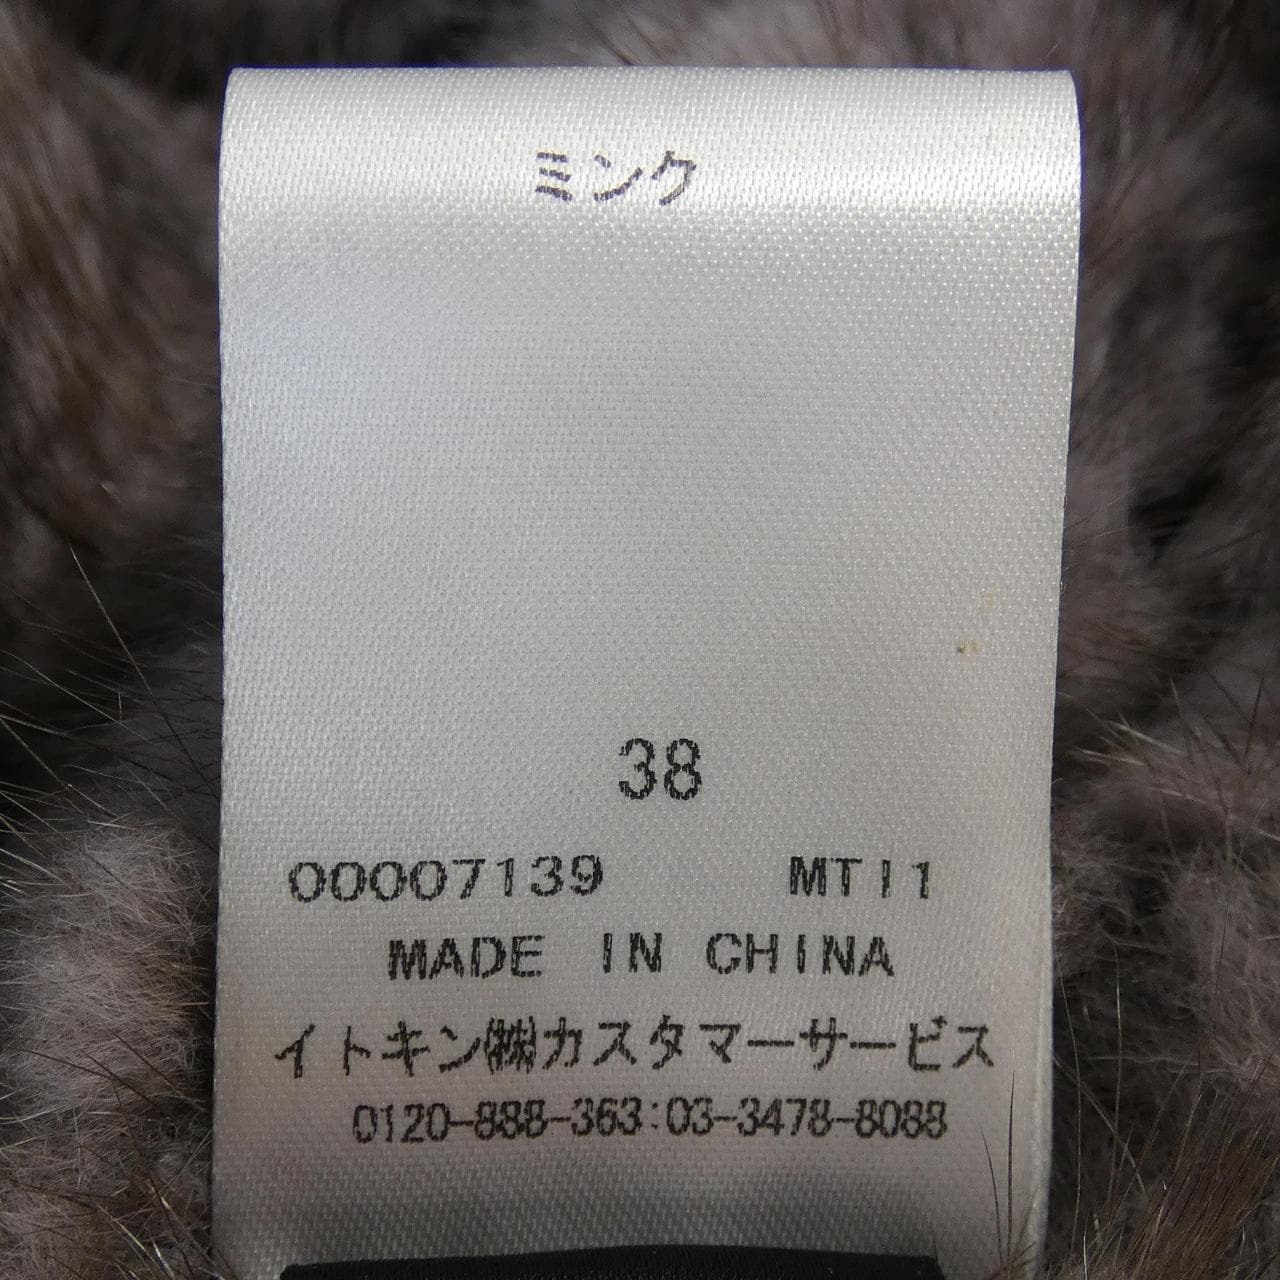 ミンク
38
00007139 MTI1
MADE IN CHINA
イトキン㈱カスタマーサービス
0120-888-363:03-3478-8088